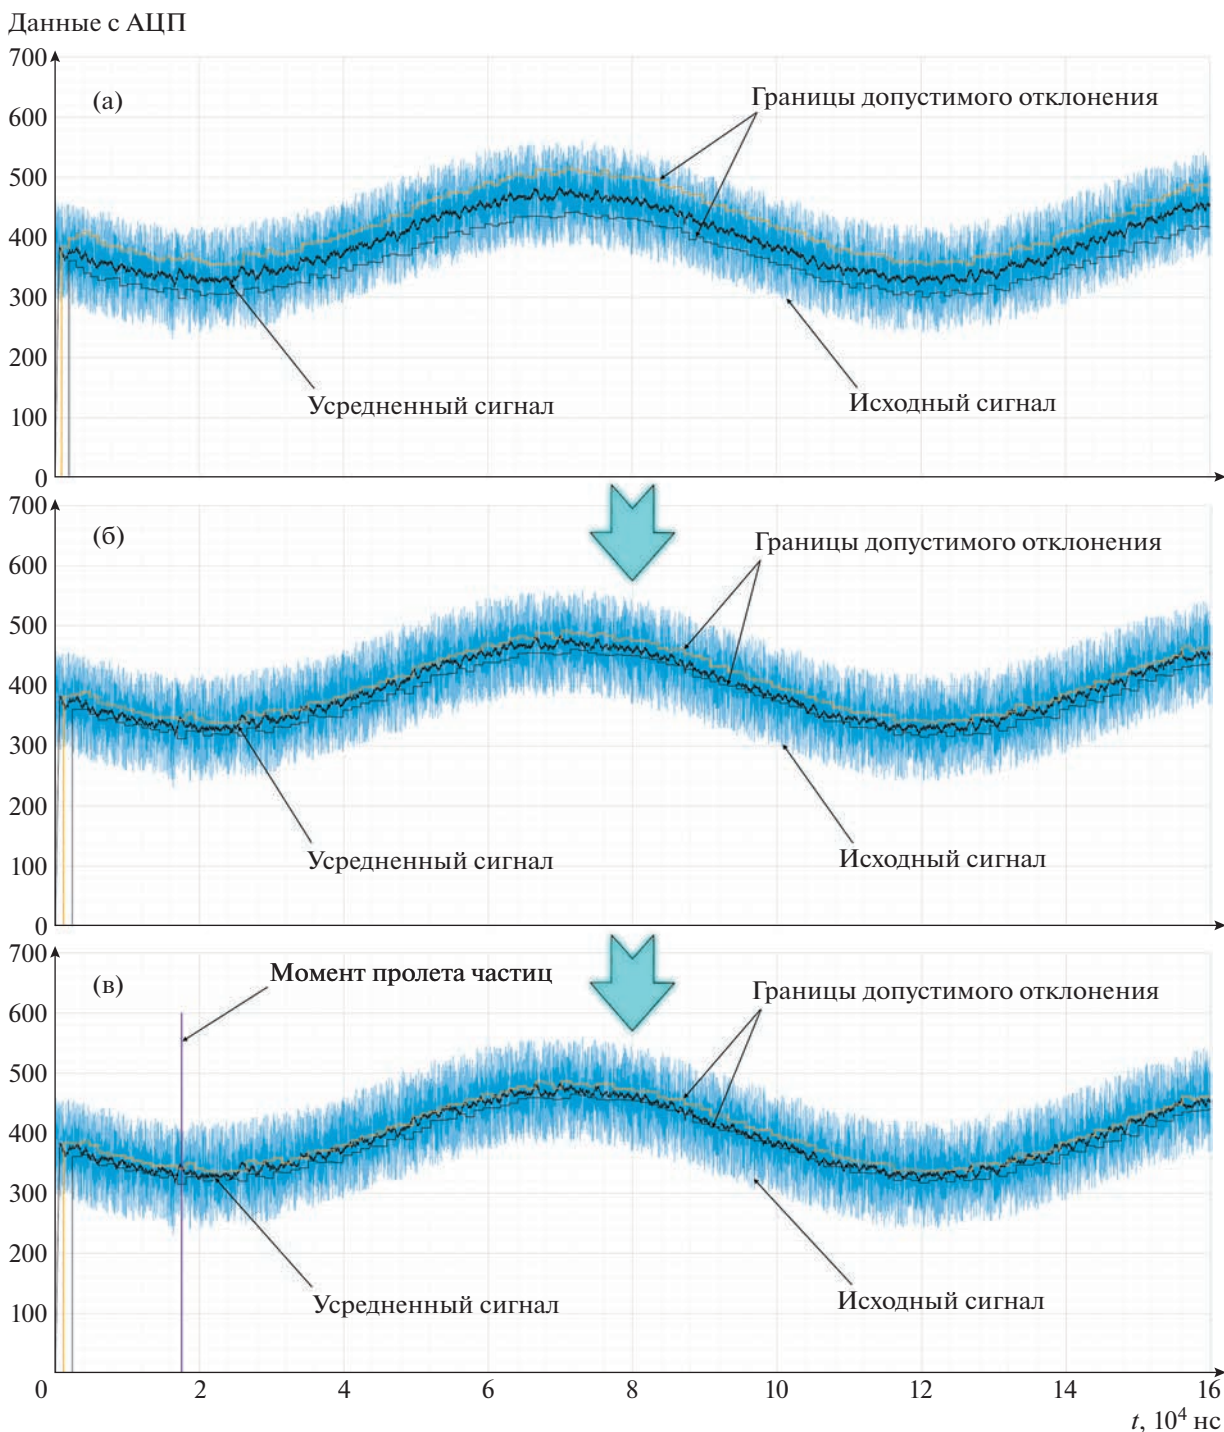 Данные с АЦП
700
(а)
Границы допустимого отклонения
600
500
400
300
200
Усредненный сигнал
Исходный сигнал
100
0
700
(б)
Границы допустимого отклонения
600
500
400
300
200
Усредненный сигнал
Исходный сигнал
100
0
700
(в)
Момент пролета частиц
Границы допустимого отклонения
600
500
400
300
200
Усредненный сигнал
Исходный сигнал
100
0 2 4 6 8 10 12 14 16
t, 10⁴ нс